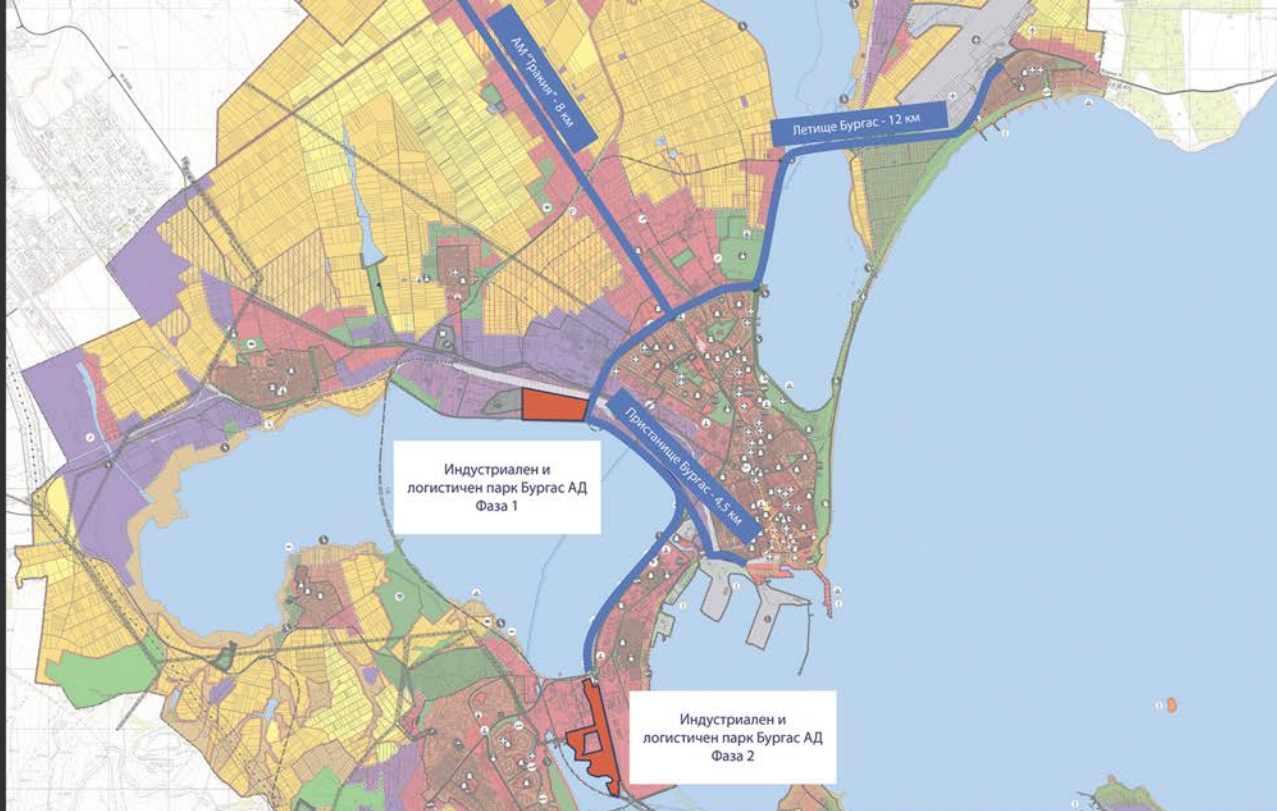 АМ "Тракия" - 8 км
Летище Бургас - 12 км
Пристанище Бургас - 4,5 км
Индустриален и
логистичен парк Бургас АД
Фаза 1
Индустриален и
логистичен парк Бургас АД
Фаза 2